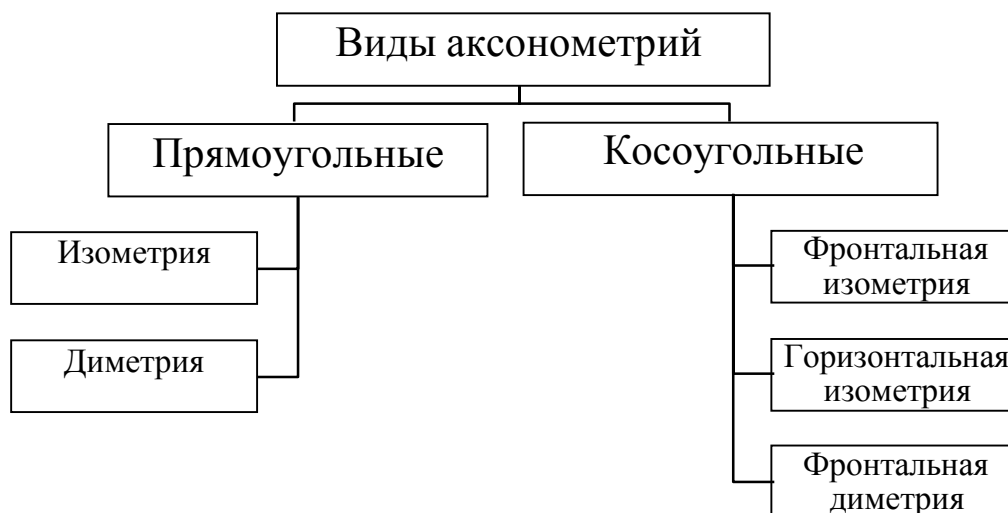 Виды аксонометрий
Прямоугольные
Косоугольные
Изометрия
Диметрия
Фронтальная
изометрия
Горизонтальная
изометрия
Фронтальная
диметрия